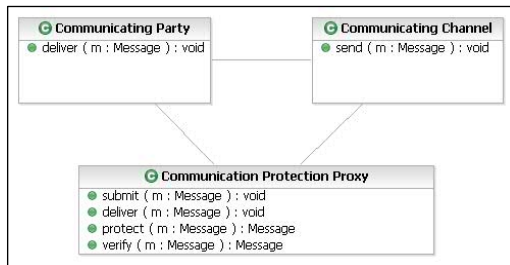 Communicating Party
deliver ( m : Message ) : void
Communicating Channel
send ( m : Message ) : void
Communication Protection Proxy
submit ( m : Message ) : void
deliver ( m : Message ) : void
protect ( m : Message ) : Message
verify ( m : Message ) : Message